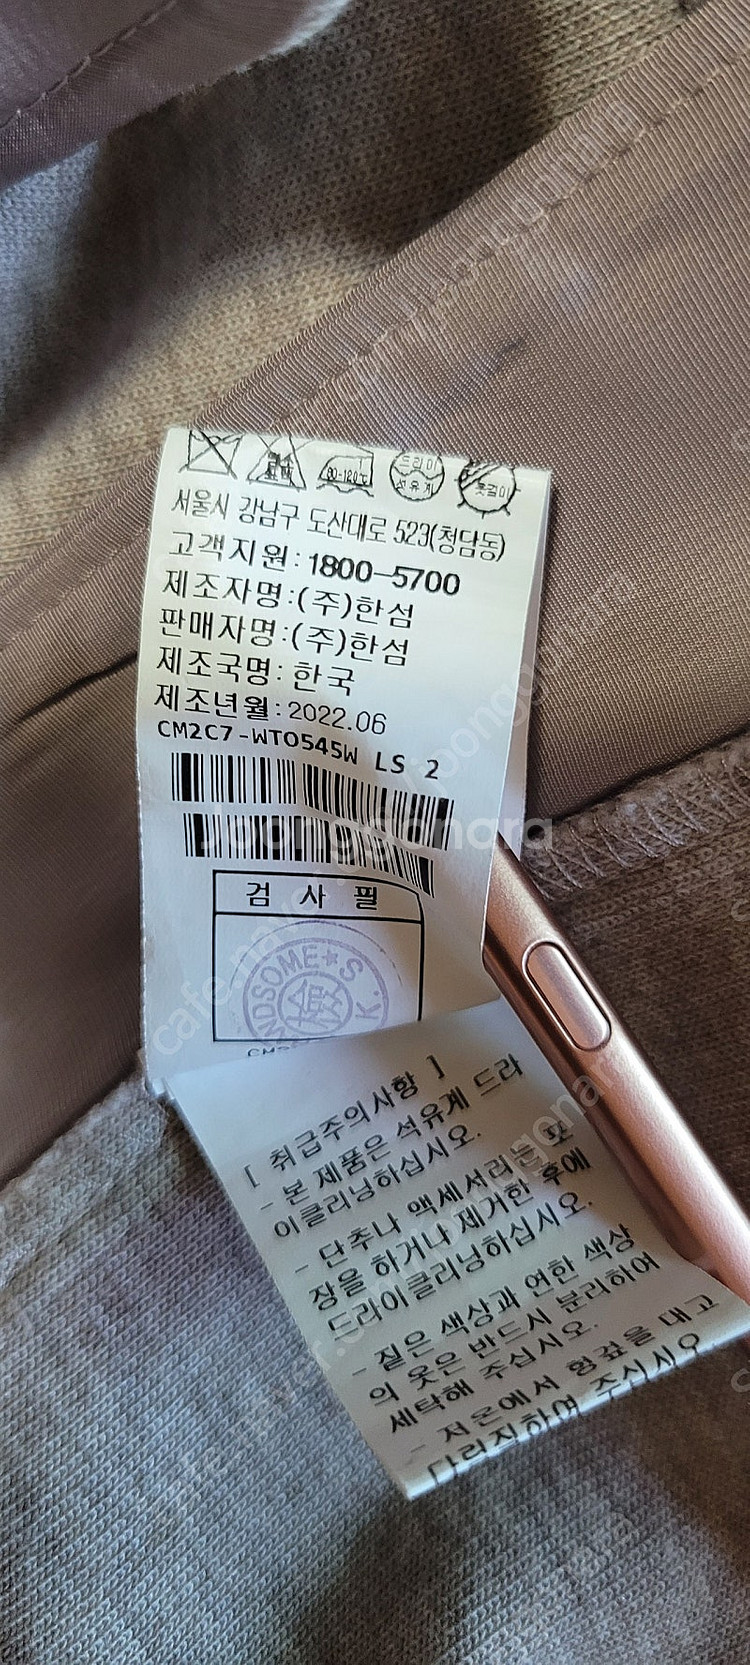 80-120℃
드라이
석유계
서울시 강남구 도산대로 523(청담동)
고객지원:1800-5700
제조자명:(주)한섬
판매자명:(주)한섬
제조국명: 한국
제조년월:2022.06
CM2C7-WTO545W LS 2
Joonggonara
검 사 필
HANDSOME★S K.
[ 취급주의사항 ]
- 본 제품은 석유계 드라
이클리닝하십시오.
- 단추나 액세서리는 포
장을 하거나 제거한 후에
드라이클리닝하십시오.
- 짙은 색상과 연한 색상
의 옷은 반드시 분리하여
세탁해 주십시오.
- 저온에서 헝겊을 대고
다림질하여 주십시오.